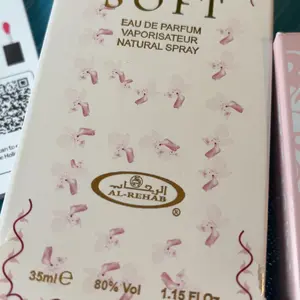 SOFT
EAU DE PARFUM
VAPORISATEUR
NATURAL SPRAY
الرحاب
AL-REHAB
®
35ml e 80% Vol 1.15 Fl Oz